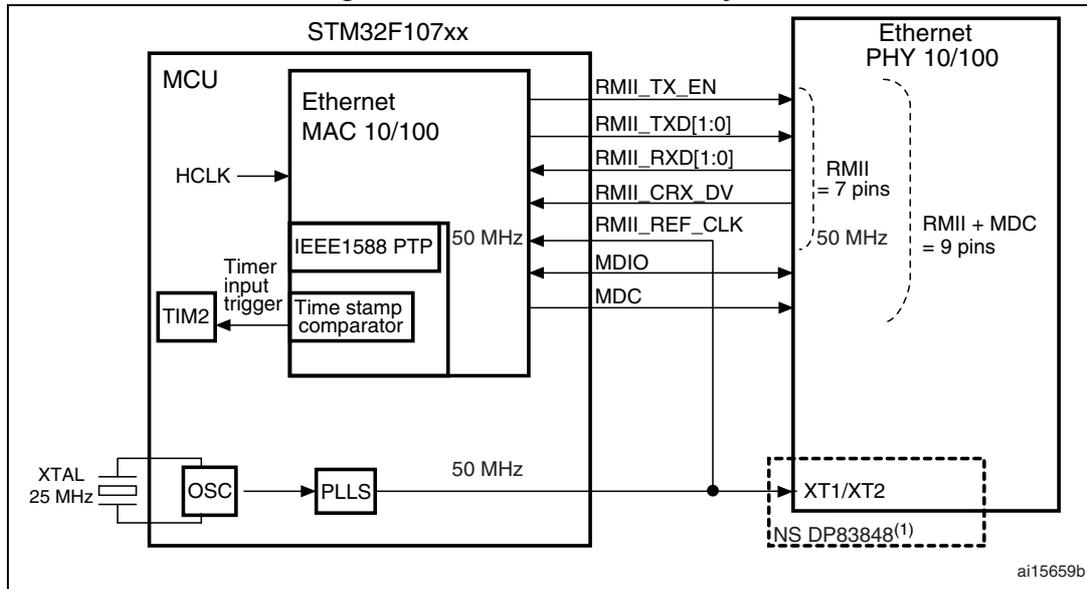 STM32F107xx
Ethernet
PHY 10/100
MCU
Ethernet
MAC 10/100
HCLK
IEEE1588 PTP
50 MHz
Timer
input
trigger
TIM2
Time stamp
comparator
RMII_TX_EN
RMII_TXD[1:0]
RMII_RXD[1:0]
RMII_CRX_DV
RMII_REF_CLK
MDIO
MDC
RMII
= 7 pins
50 MHz
RMII + MDC
= 9 pins
XTAL
25 MHz
OSC
PLLS
50 MHz
XT1/XT2
NS DP83848(1)
ai15659b